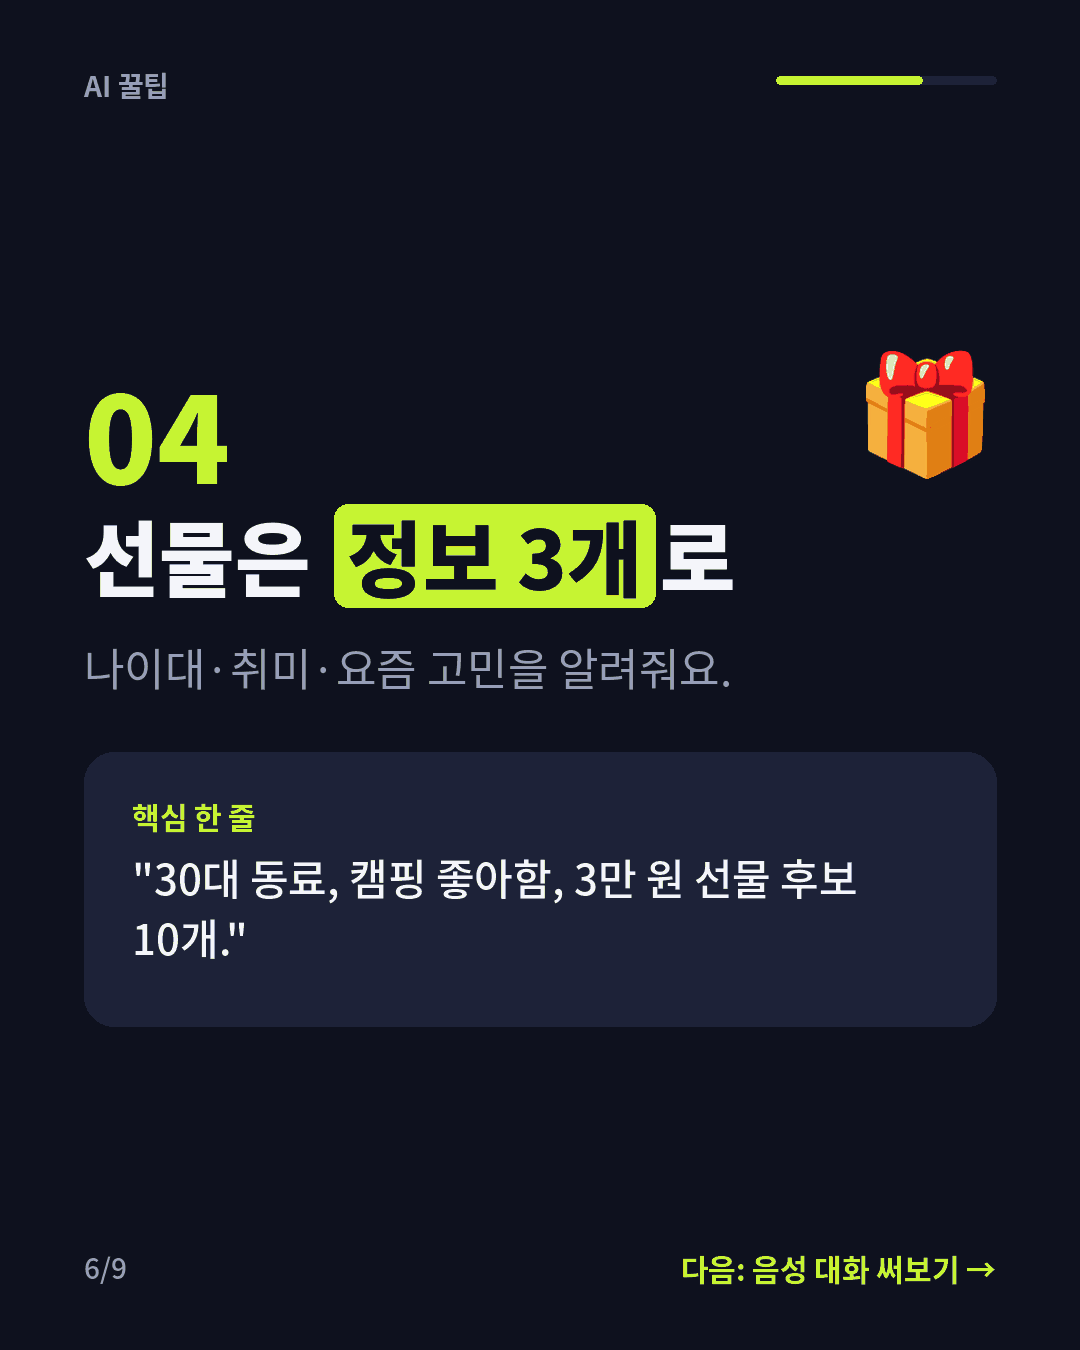 AI 꿀팁
04
선물은 정보 3개로
나이대·취미·요즘 고민을 알려줘요.
핵심 한 줄
"30대 동료, 캠핑 좋아함, 3만 원 선물 후보
10개."
6/9
다음: 음성 대화 써보기 →